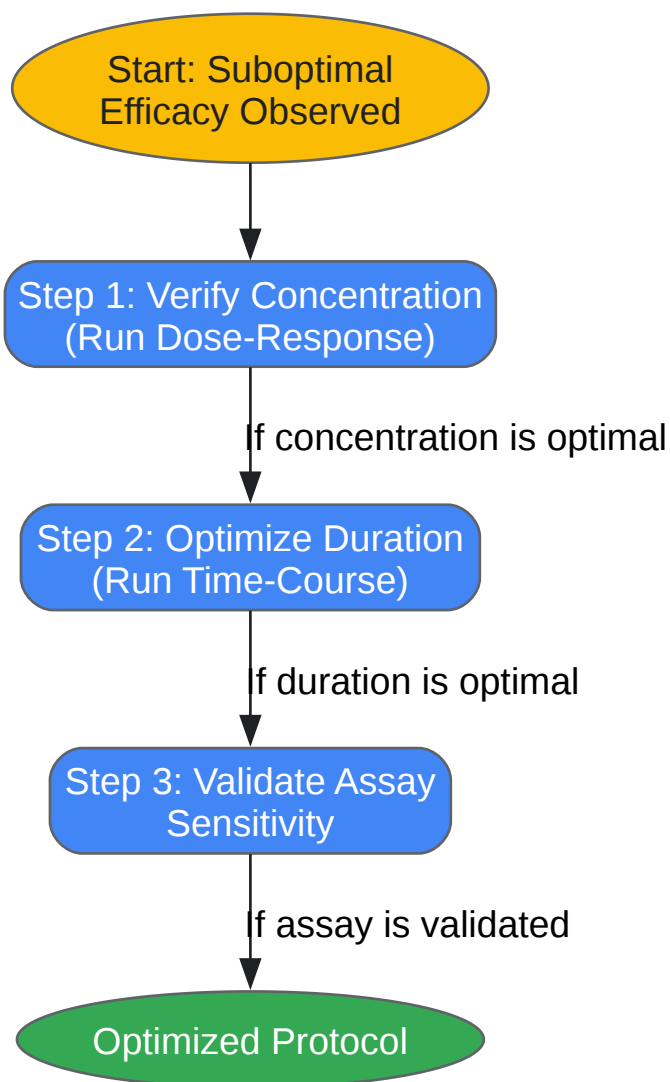 Start: Suboptimal
Efficacy Observed
Step 1: Verify Concentration
(Run Dose-Response)
If concentration is optimal
Step 2: Optimize Duration
(Run Time-Course)
If duration is optimal
Step 3: Validate Assay
Sensitivity
If assay is validated
Optimized Protocol